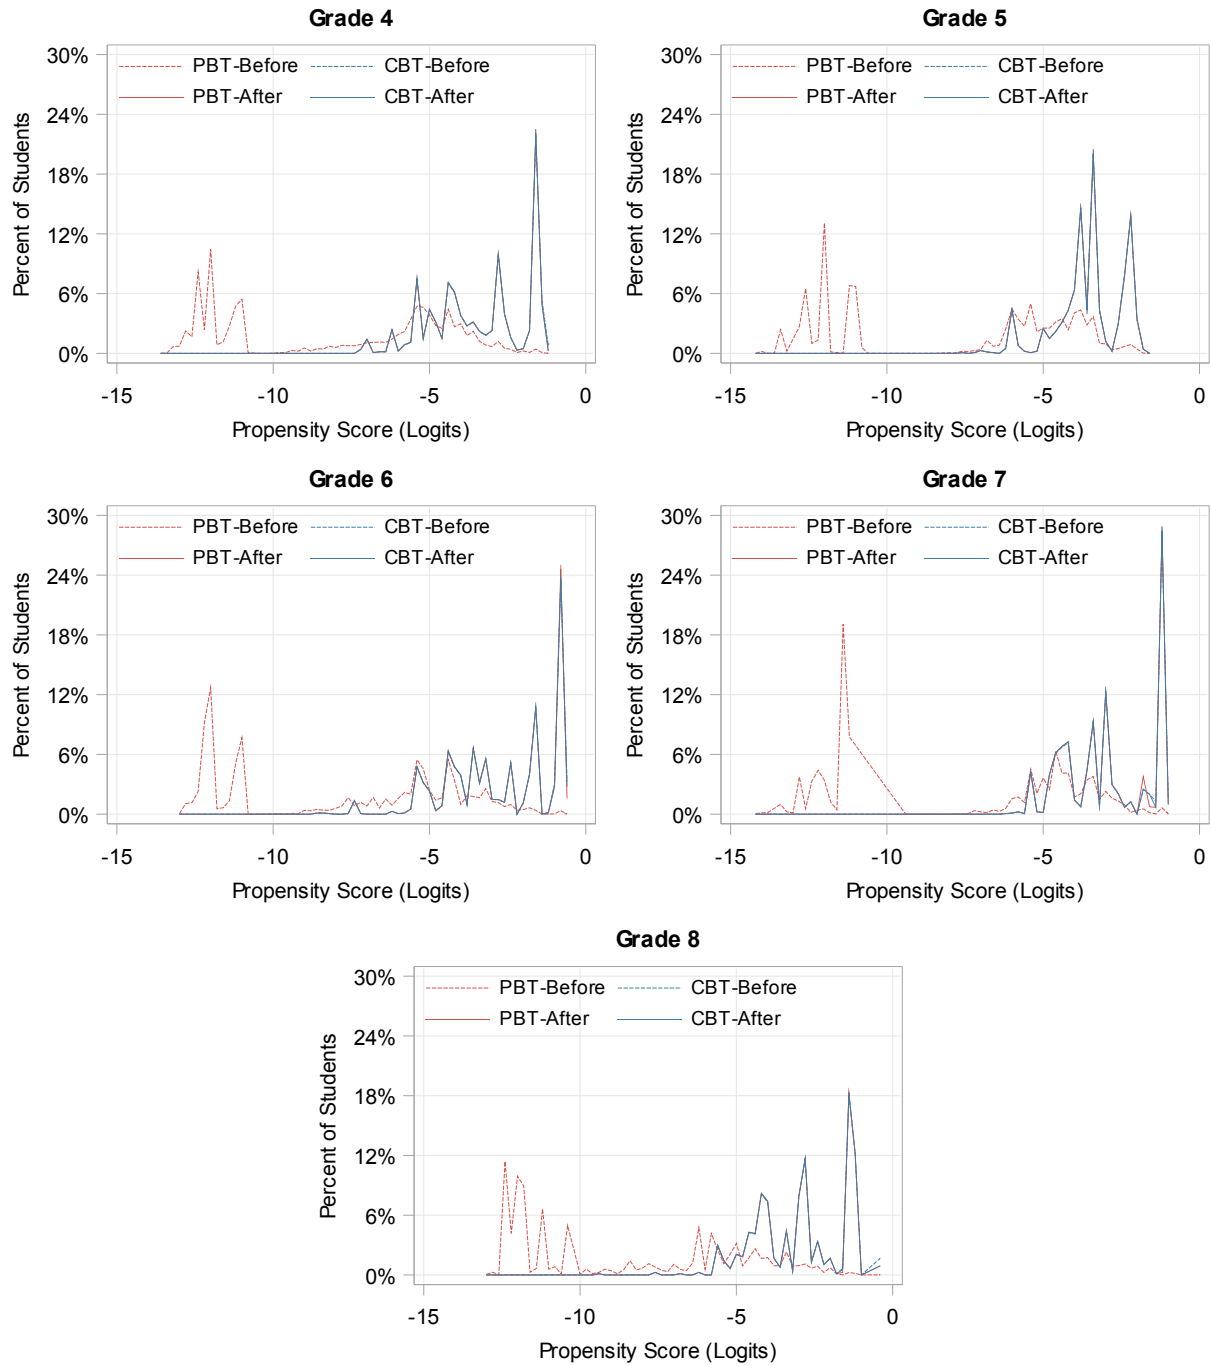 Grade 4
30%
24%
18%
12%
6%
0%
Percent of Students
PBT-Before CBT-Before
PBT-After CBT-After
-15 -10 -5 0
Propensity Score (Logits)
Grade 5
30%
24%
18%
12%
6%
0%
Percent of Students
PBT-Before CBT-Before
PBT-After CBT-After
-15 -10 -5 0
Propensity Score (Logits)
Grade 6
30%
24%
18%
12%
6%
0%
Percent of Students
PBT-Before CBT-Before
PBT-After CBT-After
-15 -10 -5 0
Propensity Score (Logits)
Grade 7
30%
24%
18%
12%
6%
0%
Percent of Students
PBT-Before CBT-Before
PBT-After CBT-After
-15 -10 -5 0
Propensity Score (Logits)
Grade 8
30%
24%
18%
12%
6%
0%
Percent of Students
PBT-Before CBT-Before
PBT-After CBT-After
-15 -10 -5 0
Propensity Score (Logits)